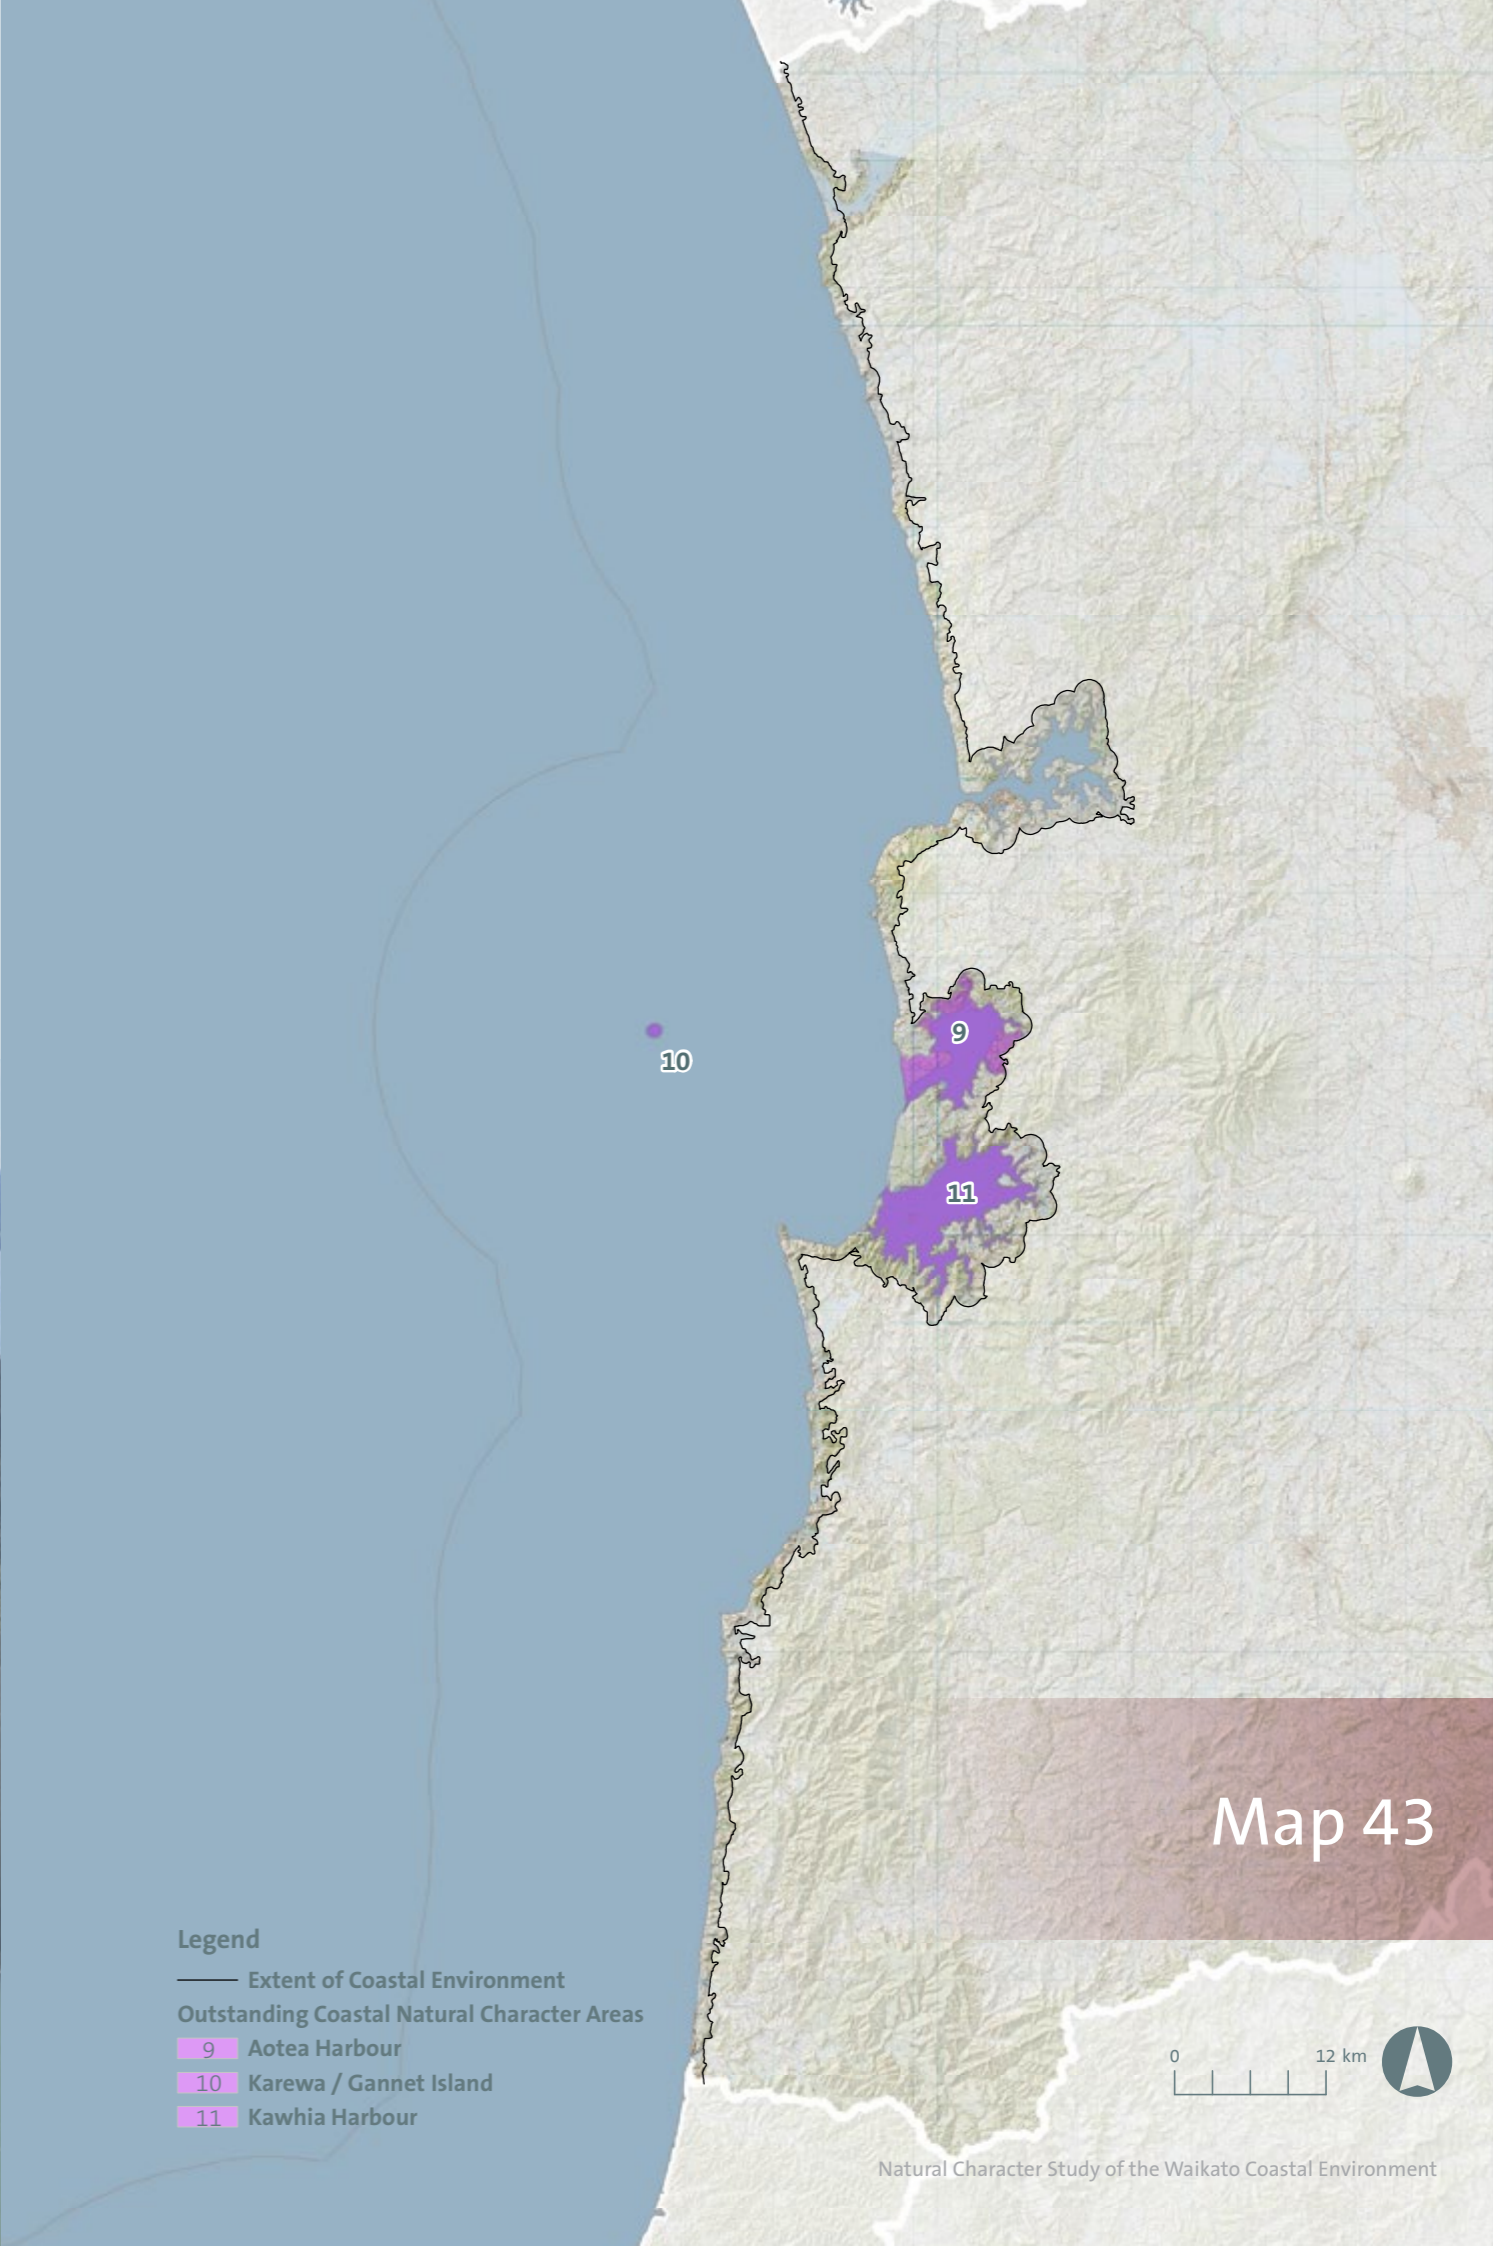 9
10
11
Map 43
Legend
Extent of Coastal Environment
Outstanding Coastal Natural Character Areas
9 Aotea Harbour
10 Karewa / Gannet Island
11 Kawhia Harbour
0 12 km
Natural Character Study of the Waikato Coastal Environment